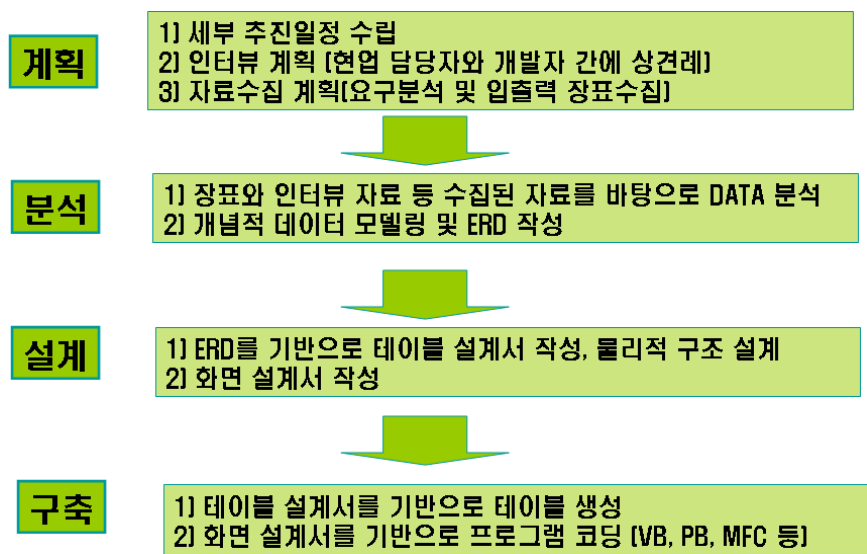 계획
1) 세부 추진일정 수립
2) 인터뷰 계획 (현업 담당자와 개발자 간에 상견례)
3) 자료수집 계획(요구분석 및 입출력 장표수집)
분석
1) 장표와 인터뷰 자료 등 수집된 자료를 바탕으로 DATA 분석
2) 개념적 데이터 모델링 및 ERD 작성
설계
1) ERD를 기반으로 테이블 설계서 작성, 물리적 구조 설계
2) 화면 설계서 작성
구축
1) 테이블 설계서를 기반으로 테이블 생성
2) 화면 설계서를 기반으로 프로그램 코딩 (VB, PB, MFC 등)